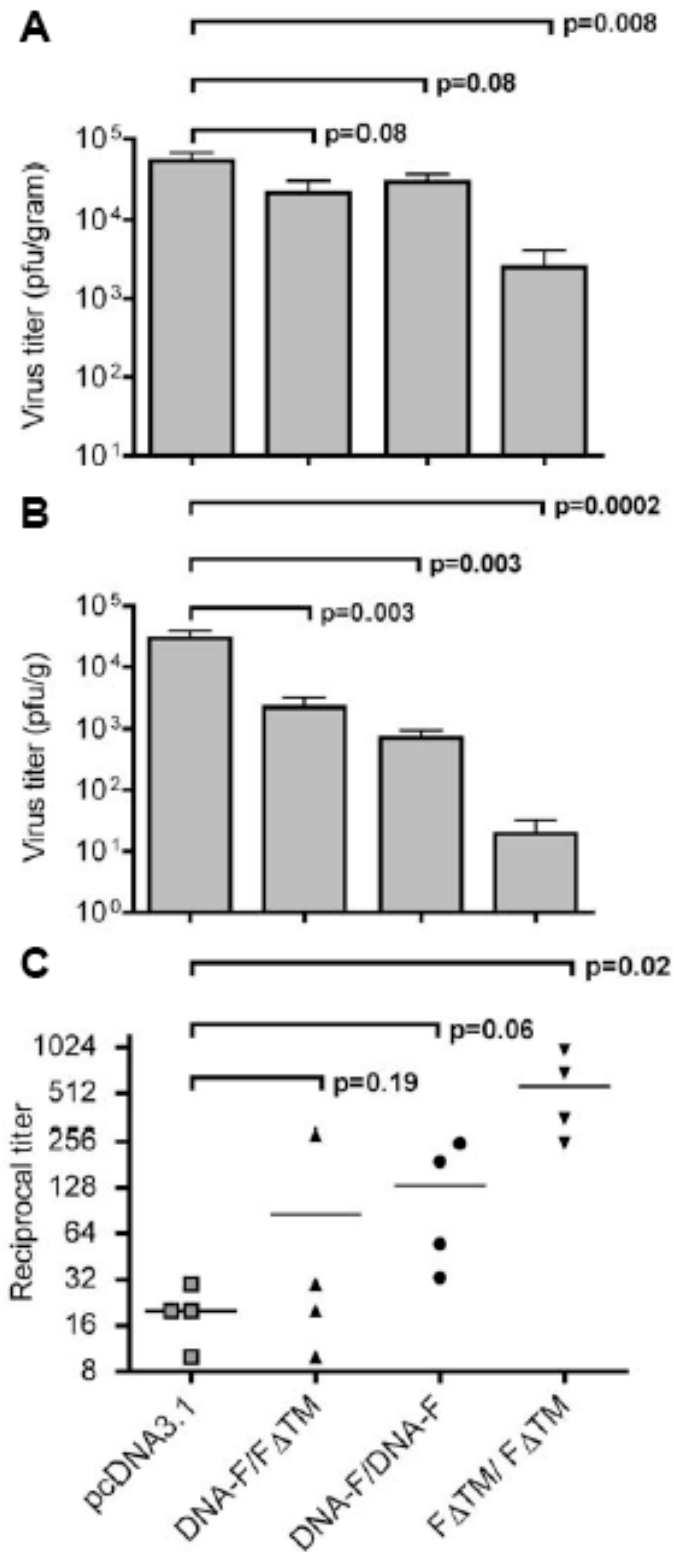 A
p=0.008
p=0.08
p=0.08
Virus titer (pfu/gram)
10⁵
10⁴
10³
10²
10¹
B
p=0.0002
p=0.003
p=0.003
Virus titer (pfu/g)
10⁵
10⁴
10³
10²
10¹
10⁰
C
p=0.02
p=0.06
p=0.19
Reciprocal titer
1024
512
256
128
64
32
16
8
pcDNA3.1
DNA-F/FΔTM
DNA-F/DNA-F
FΔTM/ FΔTM